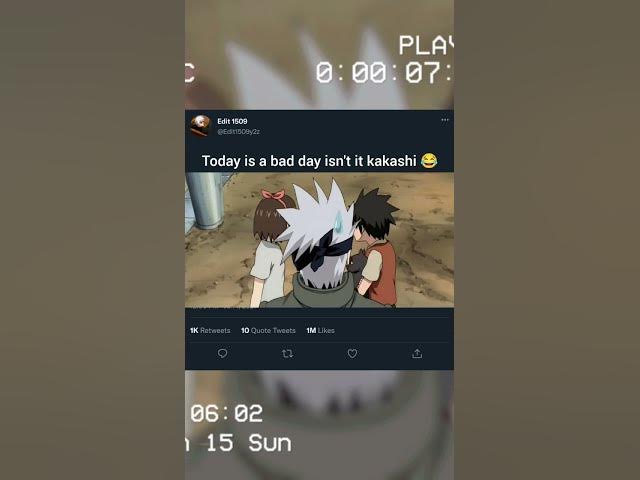 PLAY
C 0:00:07:
Edit 1509
@Edit1509y2z
Today is a bad day isn't it kakashi 😂
1K Retweets 10 Quote Tweets 1M Likes
06:02
15 Sun